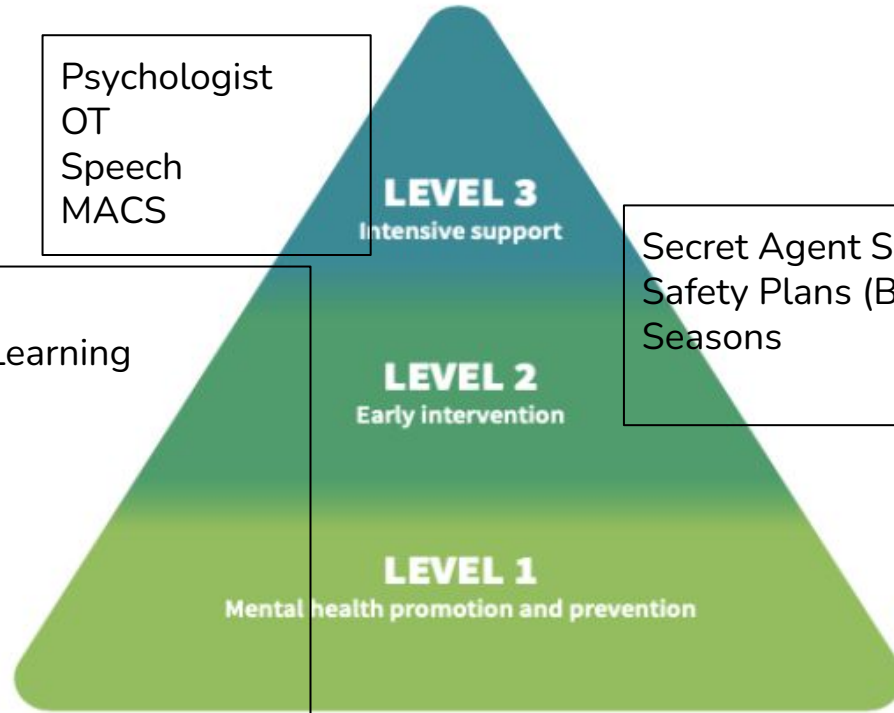 Psychologist
OT
Speech
MACS
LEVEL 3
Intensive support
Secret Agent S
Safety Plans (B
Seasons
Learning
LEVEL 2
Early intervention
LEVEL 1
Mental health promotion and prevention